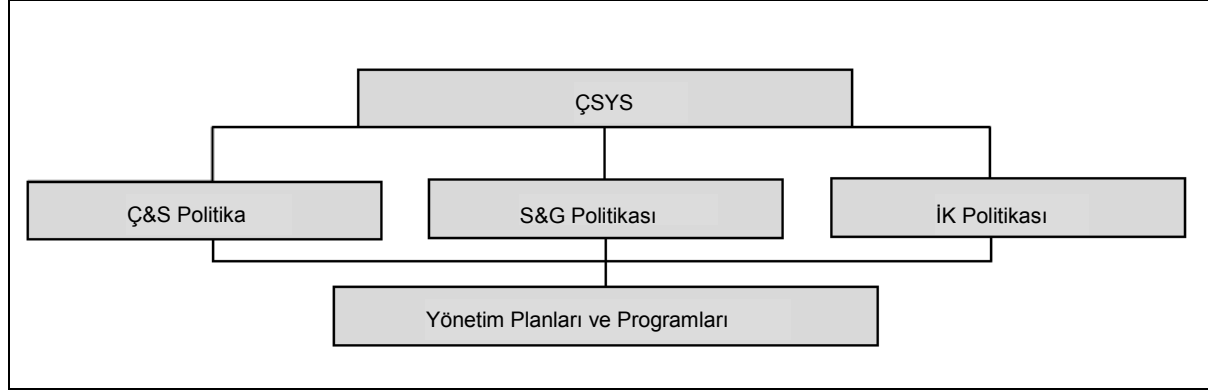 ÇSYS
Ç&S Politika
S&G Politikası
İK Politikası
Yönetim Planları ve Programları